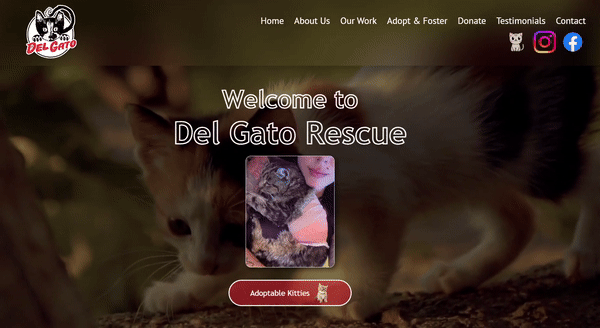 DEL GATO
Home About Us Our Work Adopt & Foster Donate Testimonials Contact
Welcome to
Del Gato Rescue
Adoptable Kitties